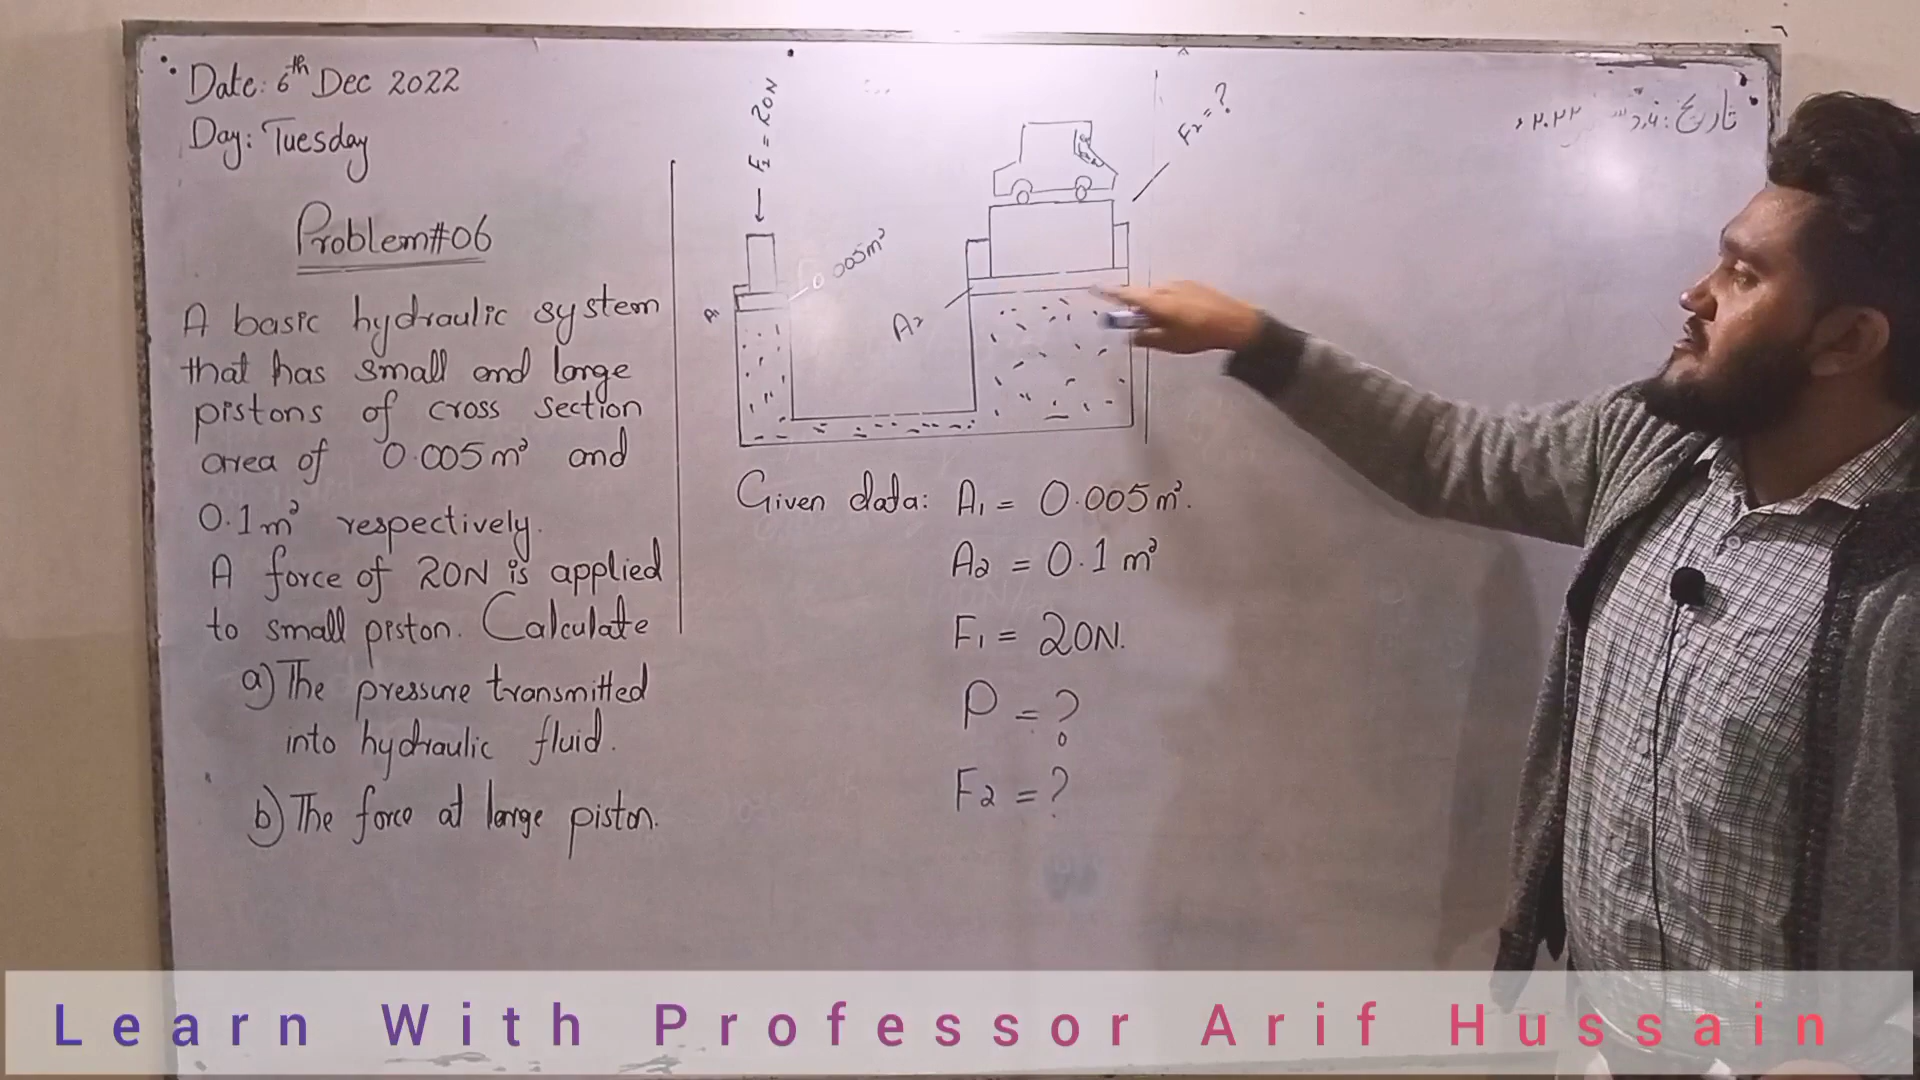 Date: 6th Dec 2022
Day: Tuesday
Problem#06
A basic hydraulic system
that has small and large
pistons of cross section
area of 0.005m² and
0.1m² respectively.
A force of 20N is applied
to small piston. Calculate
a) The pressure transmitted
into hydraulic fluid.
b) The force at large piston.
= 20N
A1
0.005m²
A2
F2 = ?
Given data: A1 = 0.005m².
A2 = 0.1 m²
F1 = 20N.
P = ?
F2 = ?
تاریخ:
۲۰۲۲ء
Learn With Professor Arif Hussain